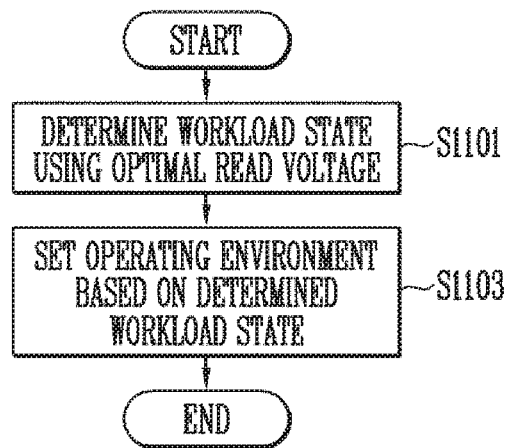 START
DETERMINE WORKLOAD STATE
USING OPTIMAL READ VOLTAGE
S1101
SET OPERATING ENVIRONMENT
BASED ON DETERMINED
WORKLOAD STATE
S1103
END